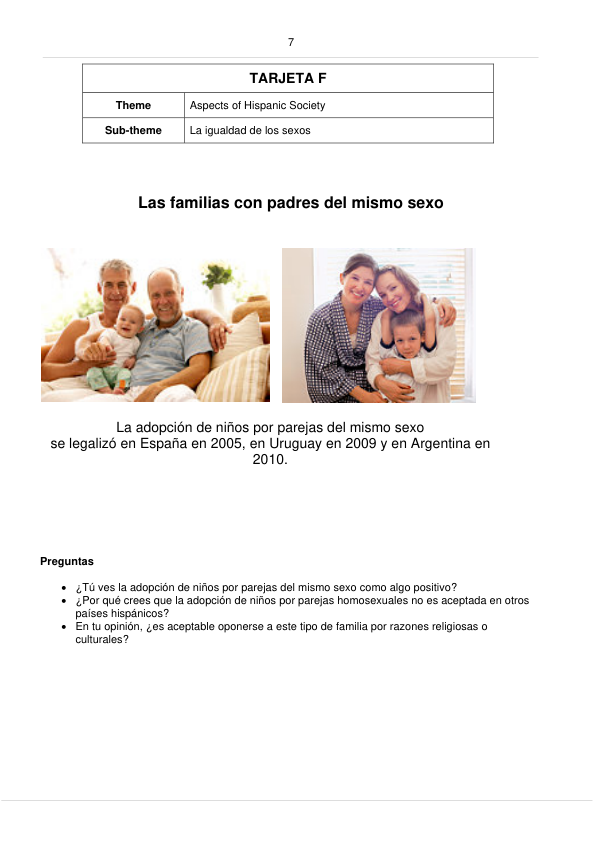 7
TARJETA F
Theme Aspects of Hispanic Society
Sub-theme La igualdad de los sexos
Las familias con padres del mismo sexo
La adopción de niños por parejas del mismo sexo
se legalizó en España en 2005, en Uruguay en 2009 y en Argentina en
2010.
Preguntas
• ¿Tú ves la adopción de niños por parejas del mismo sexo como algo positivo?
• ¿Por qué crees que la adopción de niños por parejas homosexuales no es aceptada en otros
países hispánicos?
• En tu opinión, ¿es aceptable oponerse a este tipo de familia por razones religiosas o
culturales?